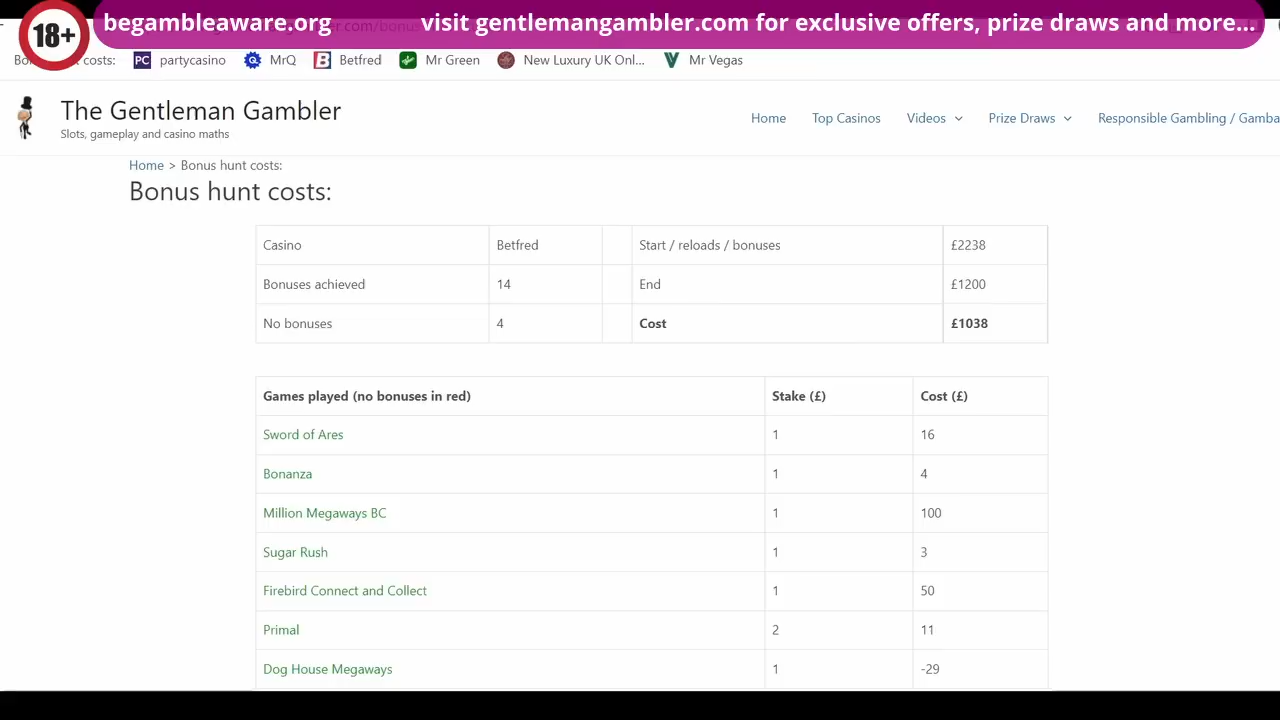 18+
begambleaware.org visit gentlemangambler.com for exclusive offers, prize draws and more...
costs: PC partycasino MrQ Betfred Mr Green New Luxury UK Onl... Mr Vegas
The Gentleman Gambler
Slots, gameplay and casino maths
Home Top Casinos Videos Prize Draws Responsible Gambling / Gamba
Home > Bonus hunt costs:
Bonus hunt costs:
Casino Betfred Start / reloads / bonuses £2238
Bonuses achieved 14 End £1200
No bonuses 4 Cost £1038
Games played (no bonuses in red) Stake (£) Cost (£)
Sword of Ares 1 16
Bonanza 1 4
Million Megaways BC 1 100
Sugar Rush 1 3
Firebird Connect and Collect 1 50
Primal 2 11
Dog House Megaways 1 -29